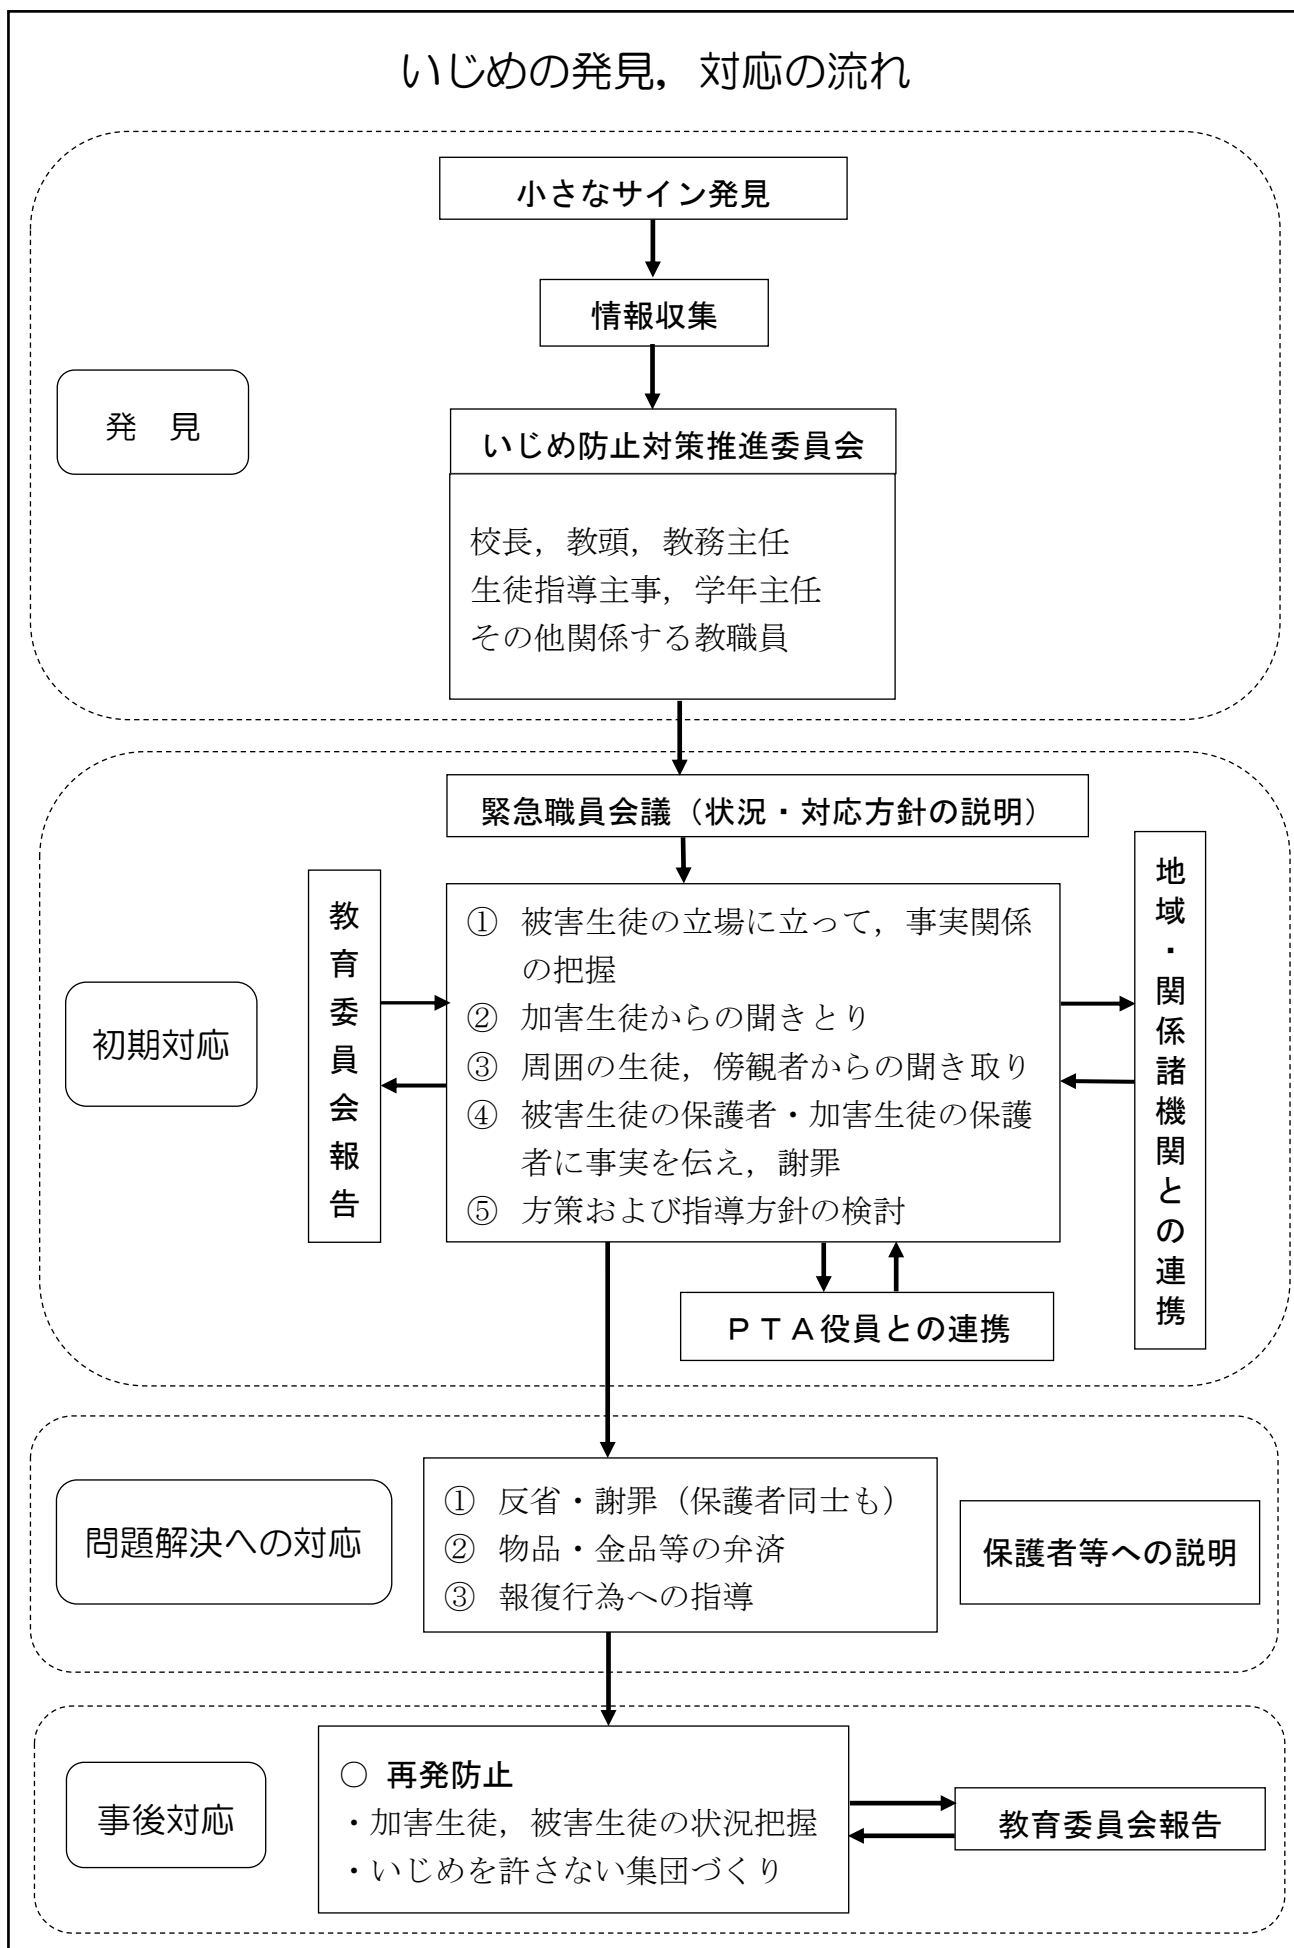 いじめの発見，対応の流れ
小さなサイン発見
情報収集
発　見
いじめ防止対策推進委員会
校長，教頭，教務主任
生徒指導主事，学年主任
その他関係する教職員
緊急職員会議（状況・対応方針の説明）
初期対応
教育委員会報告
① 被害生徒の立場に立って，事実関係
の把握
② 加害生徒からの聞きとり
③ 周囲の生徒，傍観者からの聞き取り
④ 被害生徒の保護者・加害生徒の保護
者に事実を伝え，謝罪
⑤ 方策および指導方針の検討
地域・関係諸機関との連携
ＰＴＡ役員との連携
問題解決への対応
① 反省・謝罪（保護者同士も）
② 物品・金品等の弁済
③ 報復行為への指導
保護者等への説明
事後対応
○ 再発防止
・加害生徒，被害生徒の状況把握
・いじめを許さない集団づくり
教育委員会報告